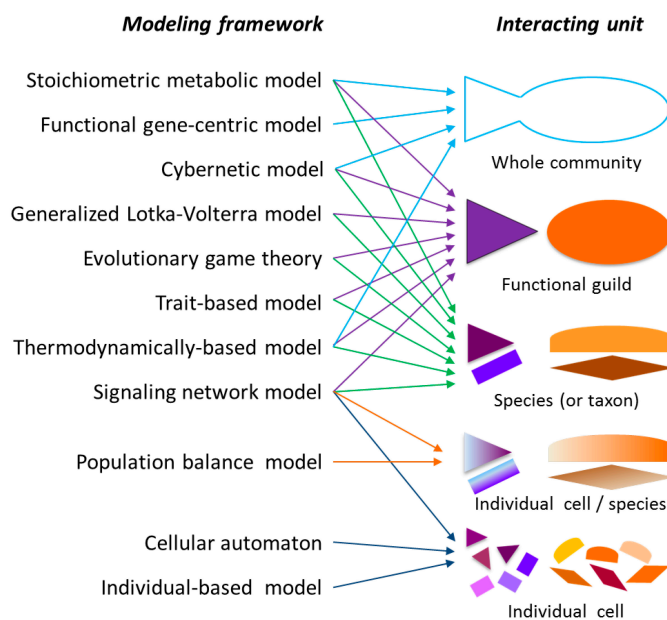 Modeling framework
Interacting unit
Stoichiometric metabolic model
Functional gene-centric model
Cybernetic model
Generalized Lotka-Volterra model
Evolutionary game theory
Trait-based model
Thermodynamically-based model
Signaling network model
Population balance model
Cellular automaton
Individual-based model
Whole community
Functional guild
Species (or taxon)
Individual cell / species
Individual cell